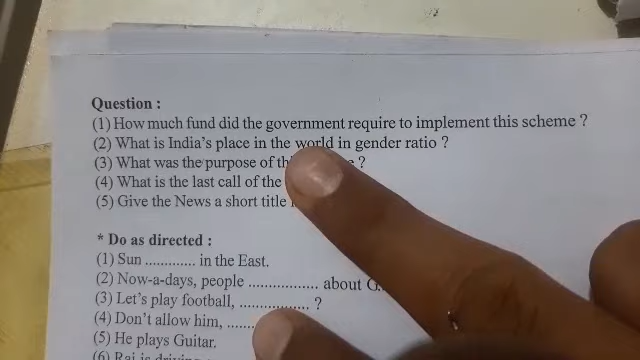 Question :
(1) How much fund did the government require to implement this scheme ?
(2) What is India's place in the world in gender ratio ?
(3) What was the purpose of ?
(4) What is the last call of the
(5) Give the News a short title
* Do as directed :
(1) Sun ............. in the East.
(2) Now-a-days, people ................. about
(3) Let's play football, ................. ?
(4) Don't allow him, .......
(5) He plays Guitar.
(6) Raj is